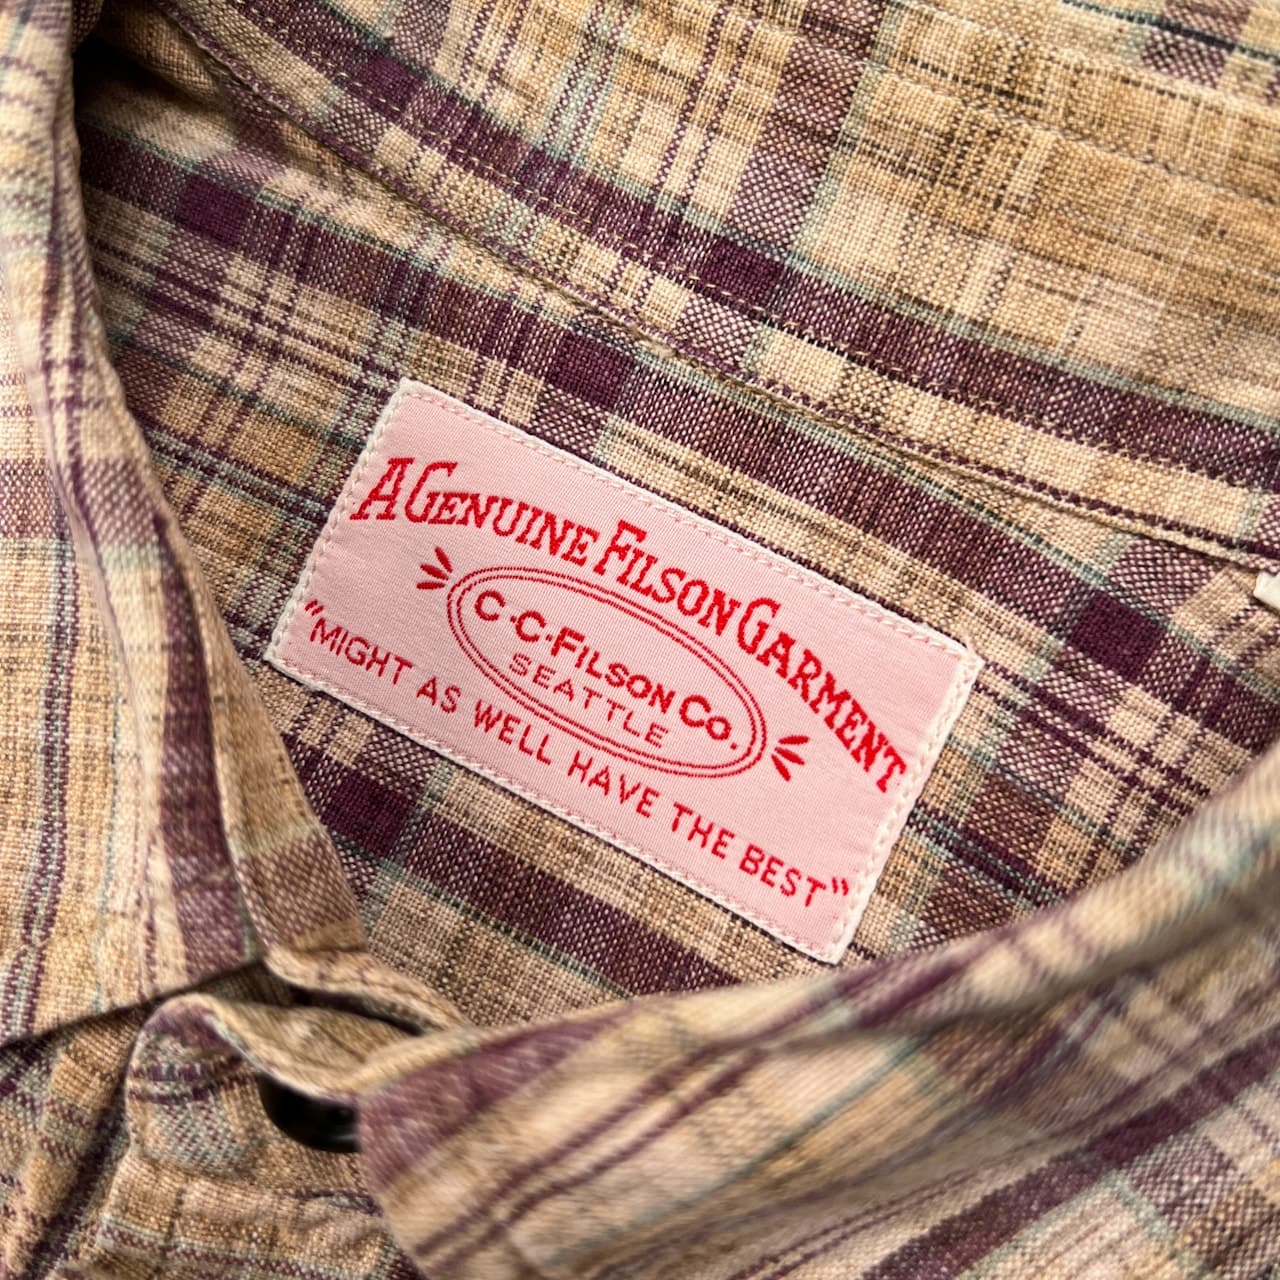 A GENUINE FILSON GARMENT
C·C·FILSON CO.
SEATTLE
"MIGHT AS WELL HAVE THE BEST"